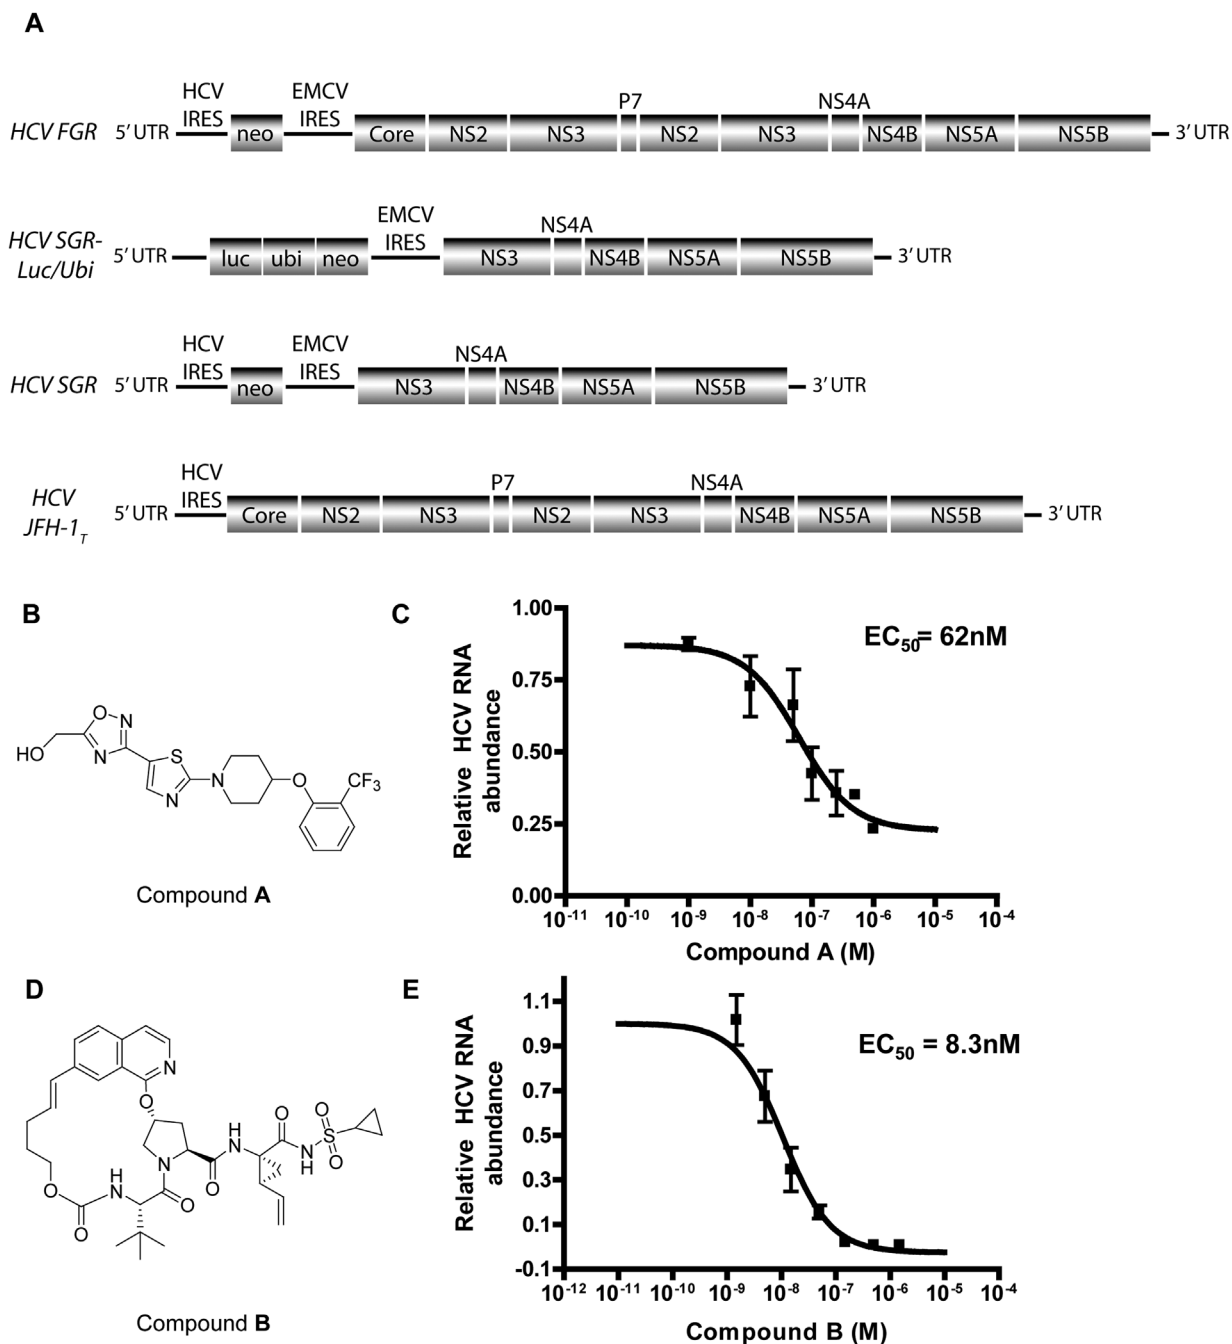 A
HCV FGR 5' UTR HCV IRES neo EMCV IRES Core NS2 NS3 P7 NS2 NS3 NS4A NS4B NS5A NS5B 3' UTR
HCV SGR-Luc/Ubi 5' UTR luc ubi neo EMCV IRES NS3 NS4A NS4B NS5A NS5B 3' UTR
HCV SGR 5' UTR HCV IRES neo EMCV IRES NS3 NS4A NS4B NS5A NS5B 3' UTR
HCV JFH-1T 5' UTR HCV IRES Core NS2 NS3 P7 NS2 NS3 NS4A NS4B NS5A NS5B 3' UTR
B
HO O N N S N N O CF3
Compound A
C
Relative HCV RNA
abundance
1.00
0.75
0.50
0.25
0.00
EC50= 62nM
10-11 10-10 10-9 10-8 10-7 10-6 10-5 10-4
Compound A (M)
D
N O H N O O S O N H O N O H N O O O
Compound B
E
Relative HCV RNA
abundance
1.1
0.9
0.7
0.5
0.3
0.1
-0.1
EC50 = 8.3nM
10-12 10-11 10-10 10-9 10-8 10-7 10-6 10-5 10-4
Compound B (M)